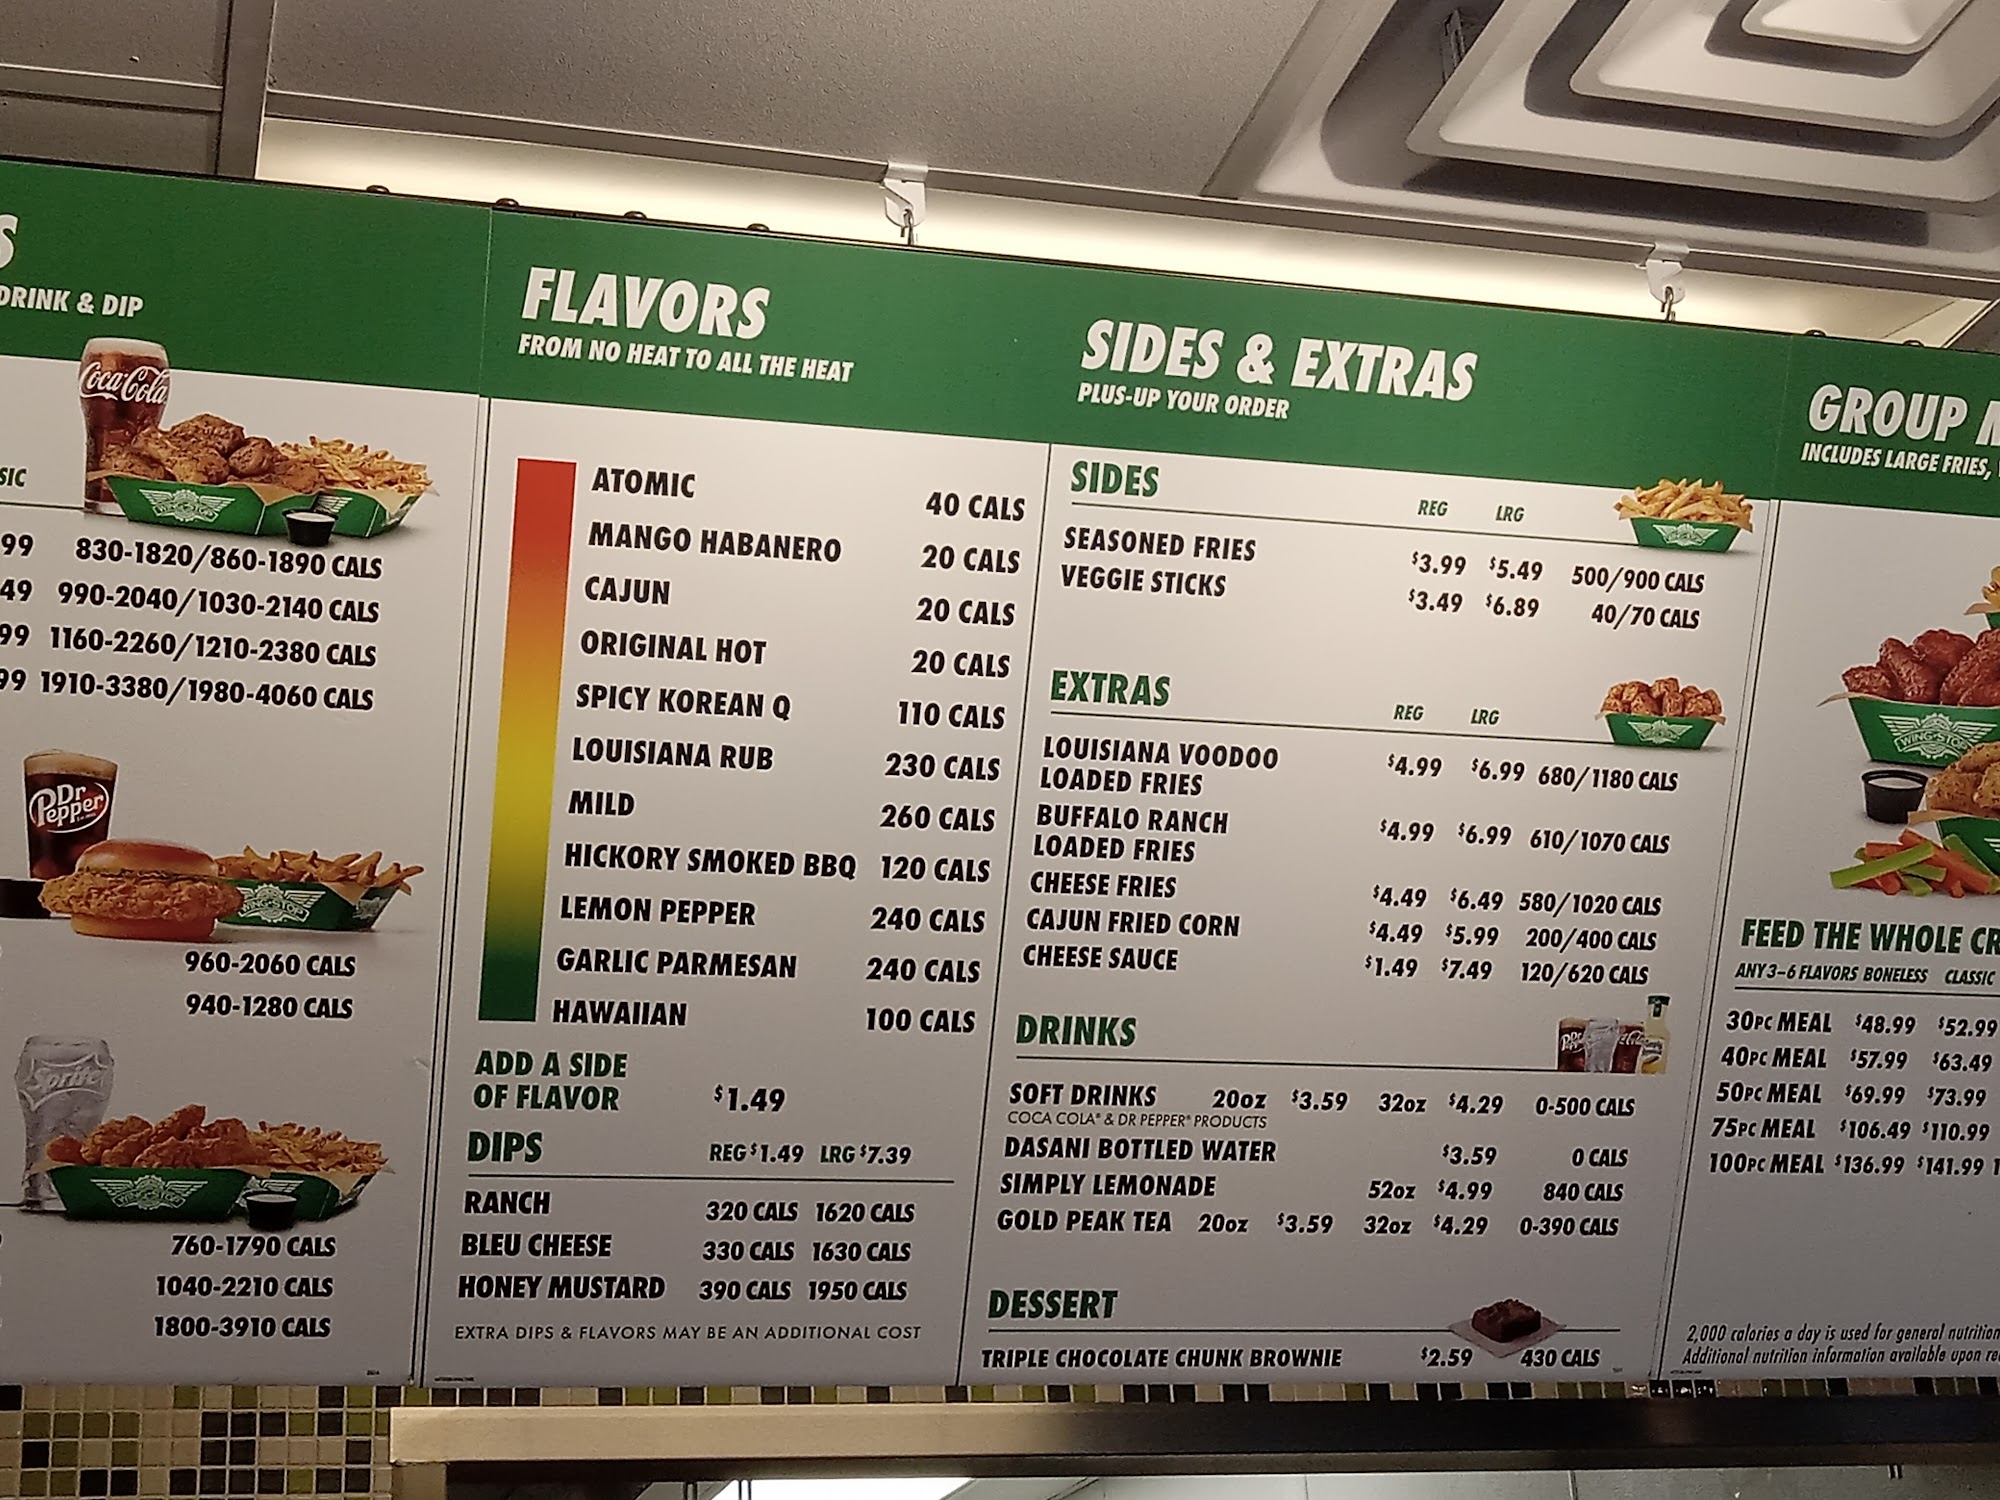 S
DRINK & DIP
Coca-Cola
WING·STOP
SIC
99 830-1820/860-1890 CALS
49 990-2040/1030-2140 CALS
99 1160-2260/1210-2380 CALS
99 1910-3380/1980-4060 CALS
Dr Pepper
WING·STOP
960-2060 CALS
940-1280 CALS
Sprite
WING·STOP
760-1790 CALS
1040-2210 CALS
1800-3910 CALS
FLAVORS
FROM NO HEAT TO ALL THE HEAT
ATOMIC 40 CALS
MANGO HABANERO 20 CALS
CAJUN 20 CALS
ORIGINAL HOT 20 CALS
SPICY KOREAN Q 110 CALS
LOUISIANA RUB 230 CALS
MILD 260 CALS
HICKORY SMOKED BBQ 120 CALS
LEMON PEPPER 240 CALS
GARLIC PARMESAN 240 CALS
HAWAIIAN 100 CALS
ADD A SIDE
OF FLAVOR $1.49
DIPS REG $1.49 LRG $7.39
RANCH 320 CALS 1620 CALS
BLEU CHEESE 330 CALS 1630 CALS
HONEY MUSTARD 390 CALS 1950 CALS
EXTRA DIPS & FLAVORS MAY BE AN ADDITIONAL COST
SIDES & EXTRAS
PLUS-UP YOUR ORDER
SIDES REG LRG
SEASONED FRIES $3.99 $5.49 500/900 CALS
VEGGIE STICKS $3.49 $6.89 40/70 CALS
EXTRAS REG LRG
LOUISIANA VOODOO
LOADED FRIES $4.99 $6.99 680/1180 CALS
BUFFALO RANCH
LOADED FRIES $4.99 $6.99 610/1070 CALS
CHEESE FRIES $4.49 $6.49 580/1020 CALS
CAJUN FRIED CORN $4.49 $5.99 200/400 CALS
CHEESE SAUCE $1.49 $7.49 120/620 CALS
DRINKS
SOFT DRINKS 20oz $3.59 32oz $4.29 0-500 CALS
COCA COLA® & DR PEPPER® PRODUCTS
DASANI BOTTLED WATER $3.59 0 CALS
SIMPLY LEMONADE 52oz $4.99 840 CALS
GOLD PEAK TEA 20oz $3.59 32oz $4.29 0-390 CALS
DESSERT
TRIPLE CHOCOLATE CHUNK BROWNIE $2.59 430 CALS
GROUP
INCLUDES LARGE FRIES,
WING·STOP
FEED THE WHOLE CR
ANY 3-6 FLAVORS BONELESS CLASSIC
30PC MEAL $48.99 $52.99
40PC MEAL $57.99 $63.49
50PC MEAL $69.99 $73.99
75PC MEAL $106.49 $110.99
100PC MEAL $136.99 $141.99 1
2,000 calories a day is used for general nutrition
Additional nutrition information available upon re